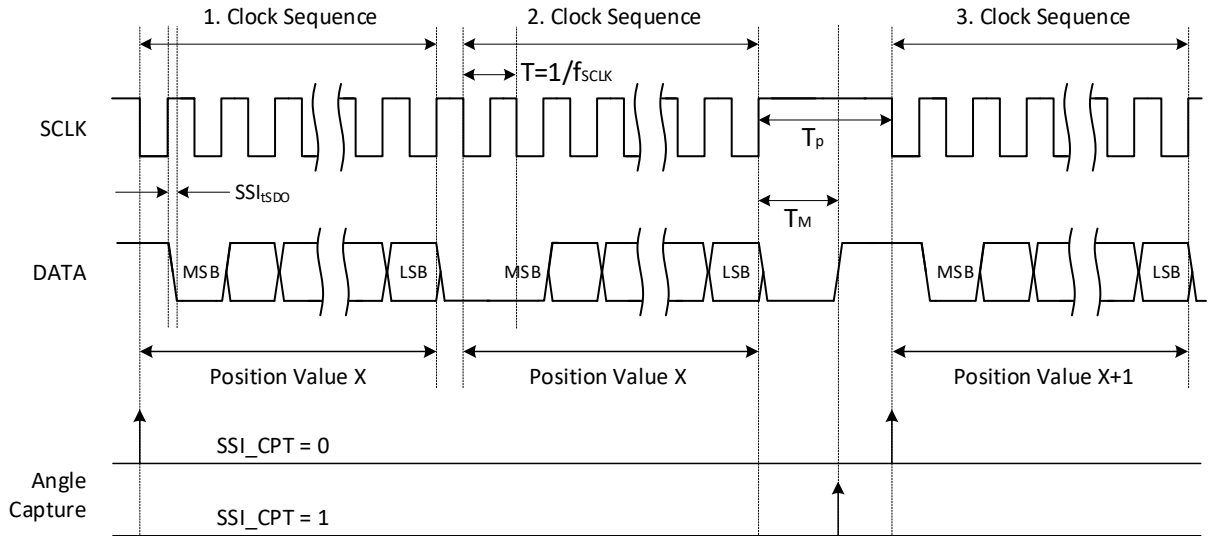 1. Clock Sequence 2. Clock Sequence 3. Clock Sequence
T=1/fSCLK
SCLK
Tp
SSItSDO
TM
DATA
MSB LSB MSB LSB MSB LSB
Position Value X Position Value X Position Value X+1
SSI_CPT = 0
Angle
Capture
SSI_CPT = 1